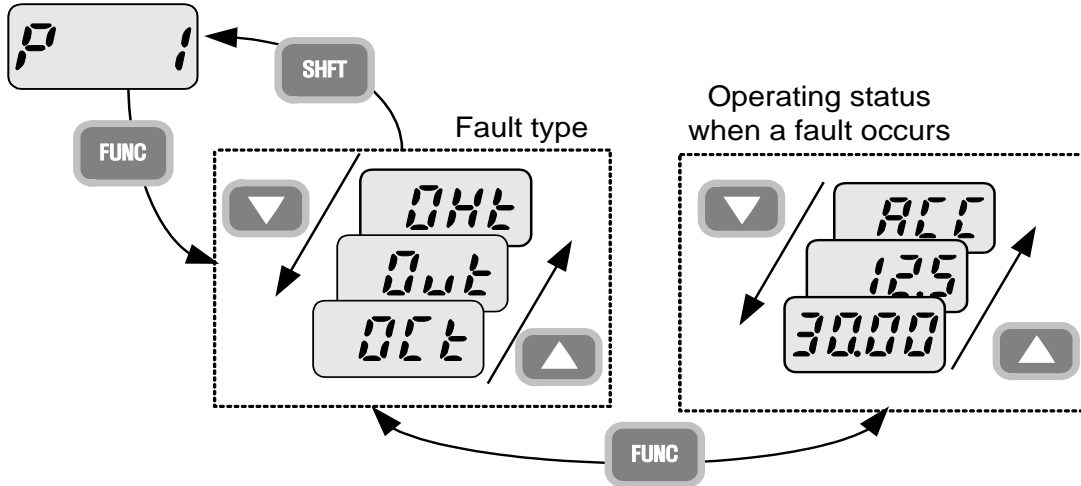 P 1
SHFT
FUNC
Fault type
OHt
Out
OCt
Operating status
when a fault occurs
ACC
12.5
30.00
FUNC